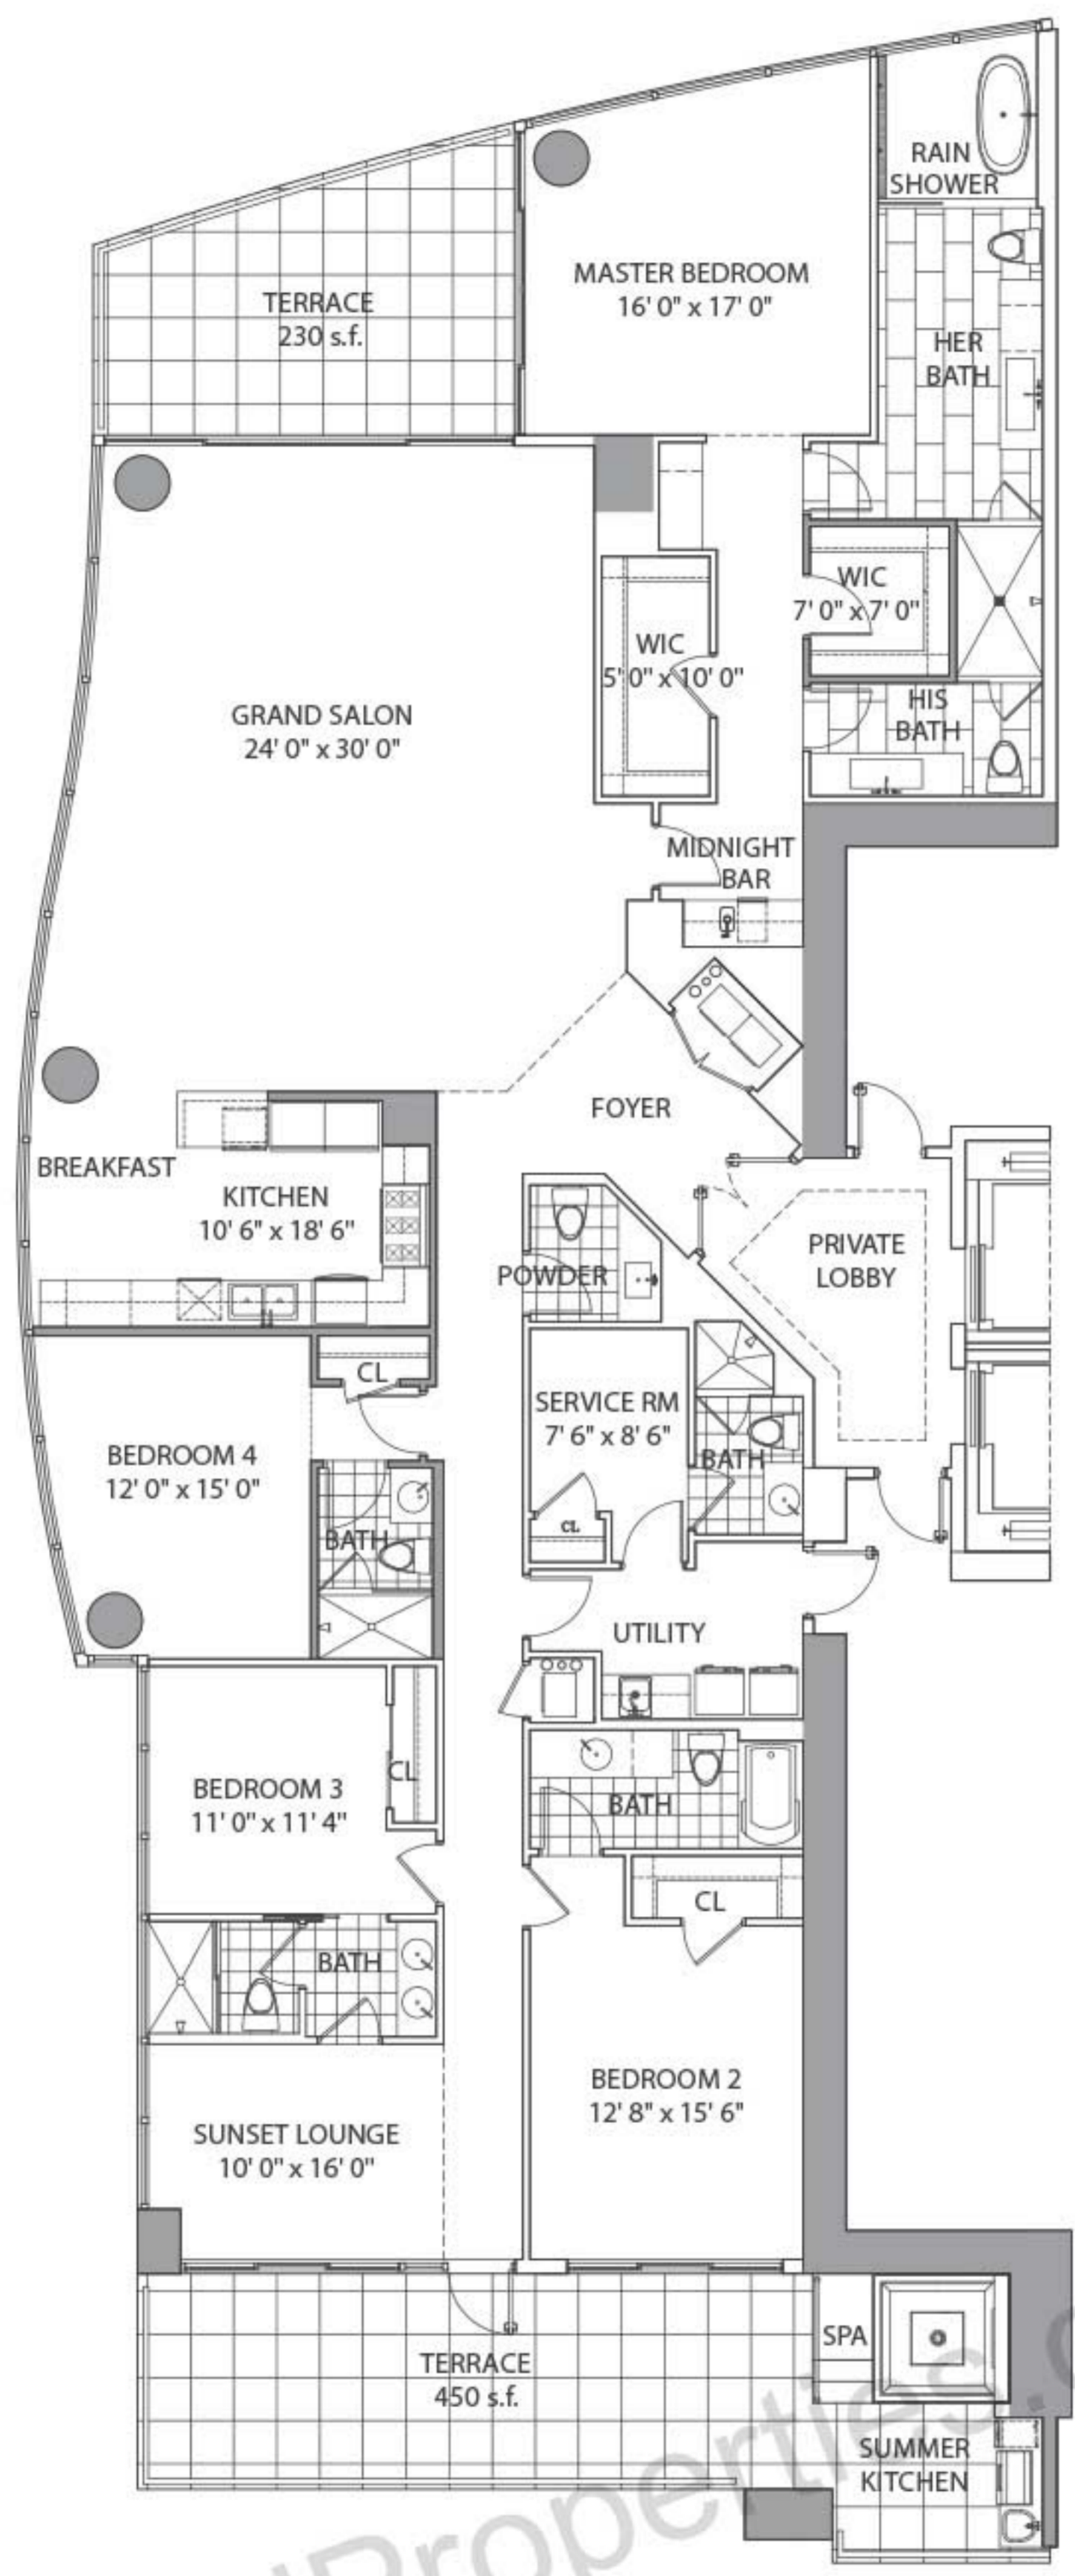 RAIN
SHOWER
MASTER BEDROOM
16' 0" x 17' 0"
TERRACE
230 s.f.
HER
BATH
WIC
7' 0" x 7' 0"
WIC
5' 0" x 10' 0"
HIS
BATH
GRAND SALON
24' 0" x 30' 0"
MIDNIGHT
BAR
FOYER
BREAKFAST
KITCHEN
10' 6" x 18' 6"
PRIVATE
LOBBY
POWDER
CL
SERVICE RM
7' 6" x 8' 6"
BATH
BEDROOM 4
12' 0" x 15' 0"
CL
BATH
UTILITY
CL
BEDROOM 3
11' 0" x 11' 4"
BATH
CL
BATH
BEDROOM 2
12' 8" x 15' 6"
SUNSET LOUNGE
10' 0" x 16' 0"
SPA
TERRACE
450 s.f.
SUMMER
KITCHEN